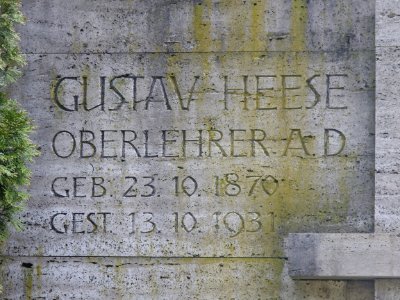 GUSTAV HEESE
OBERLEHRER A.D.
GEB. 23. 10. 1870
GEST. 13. 10. 1931